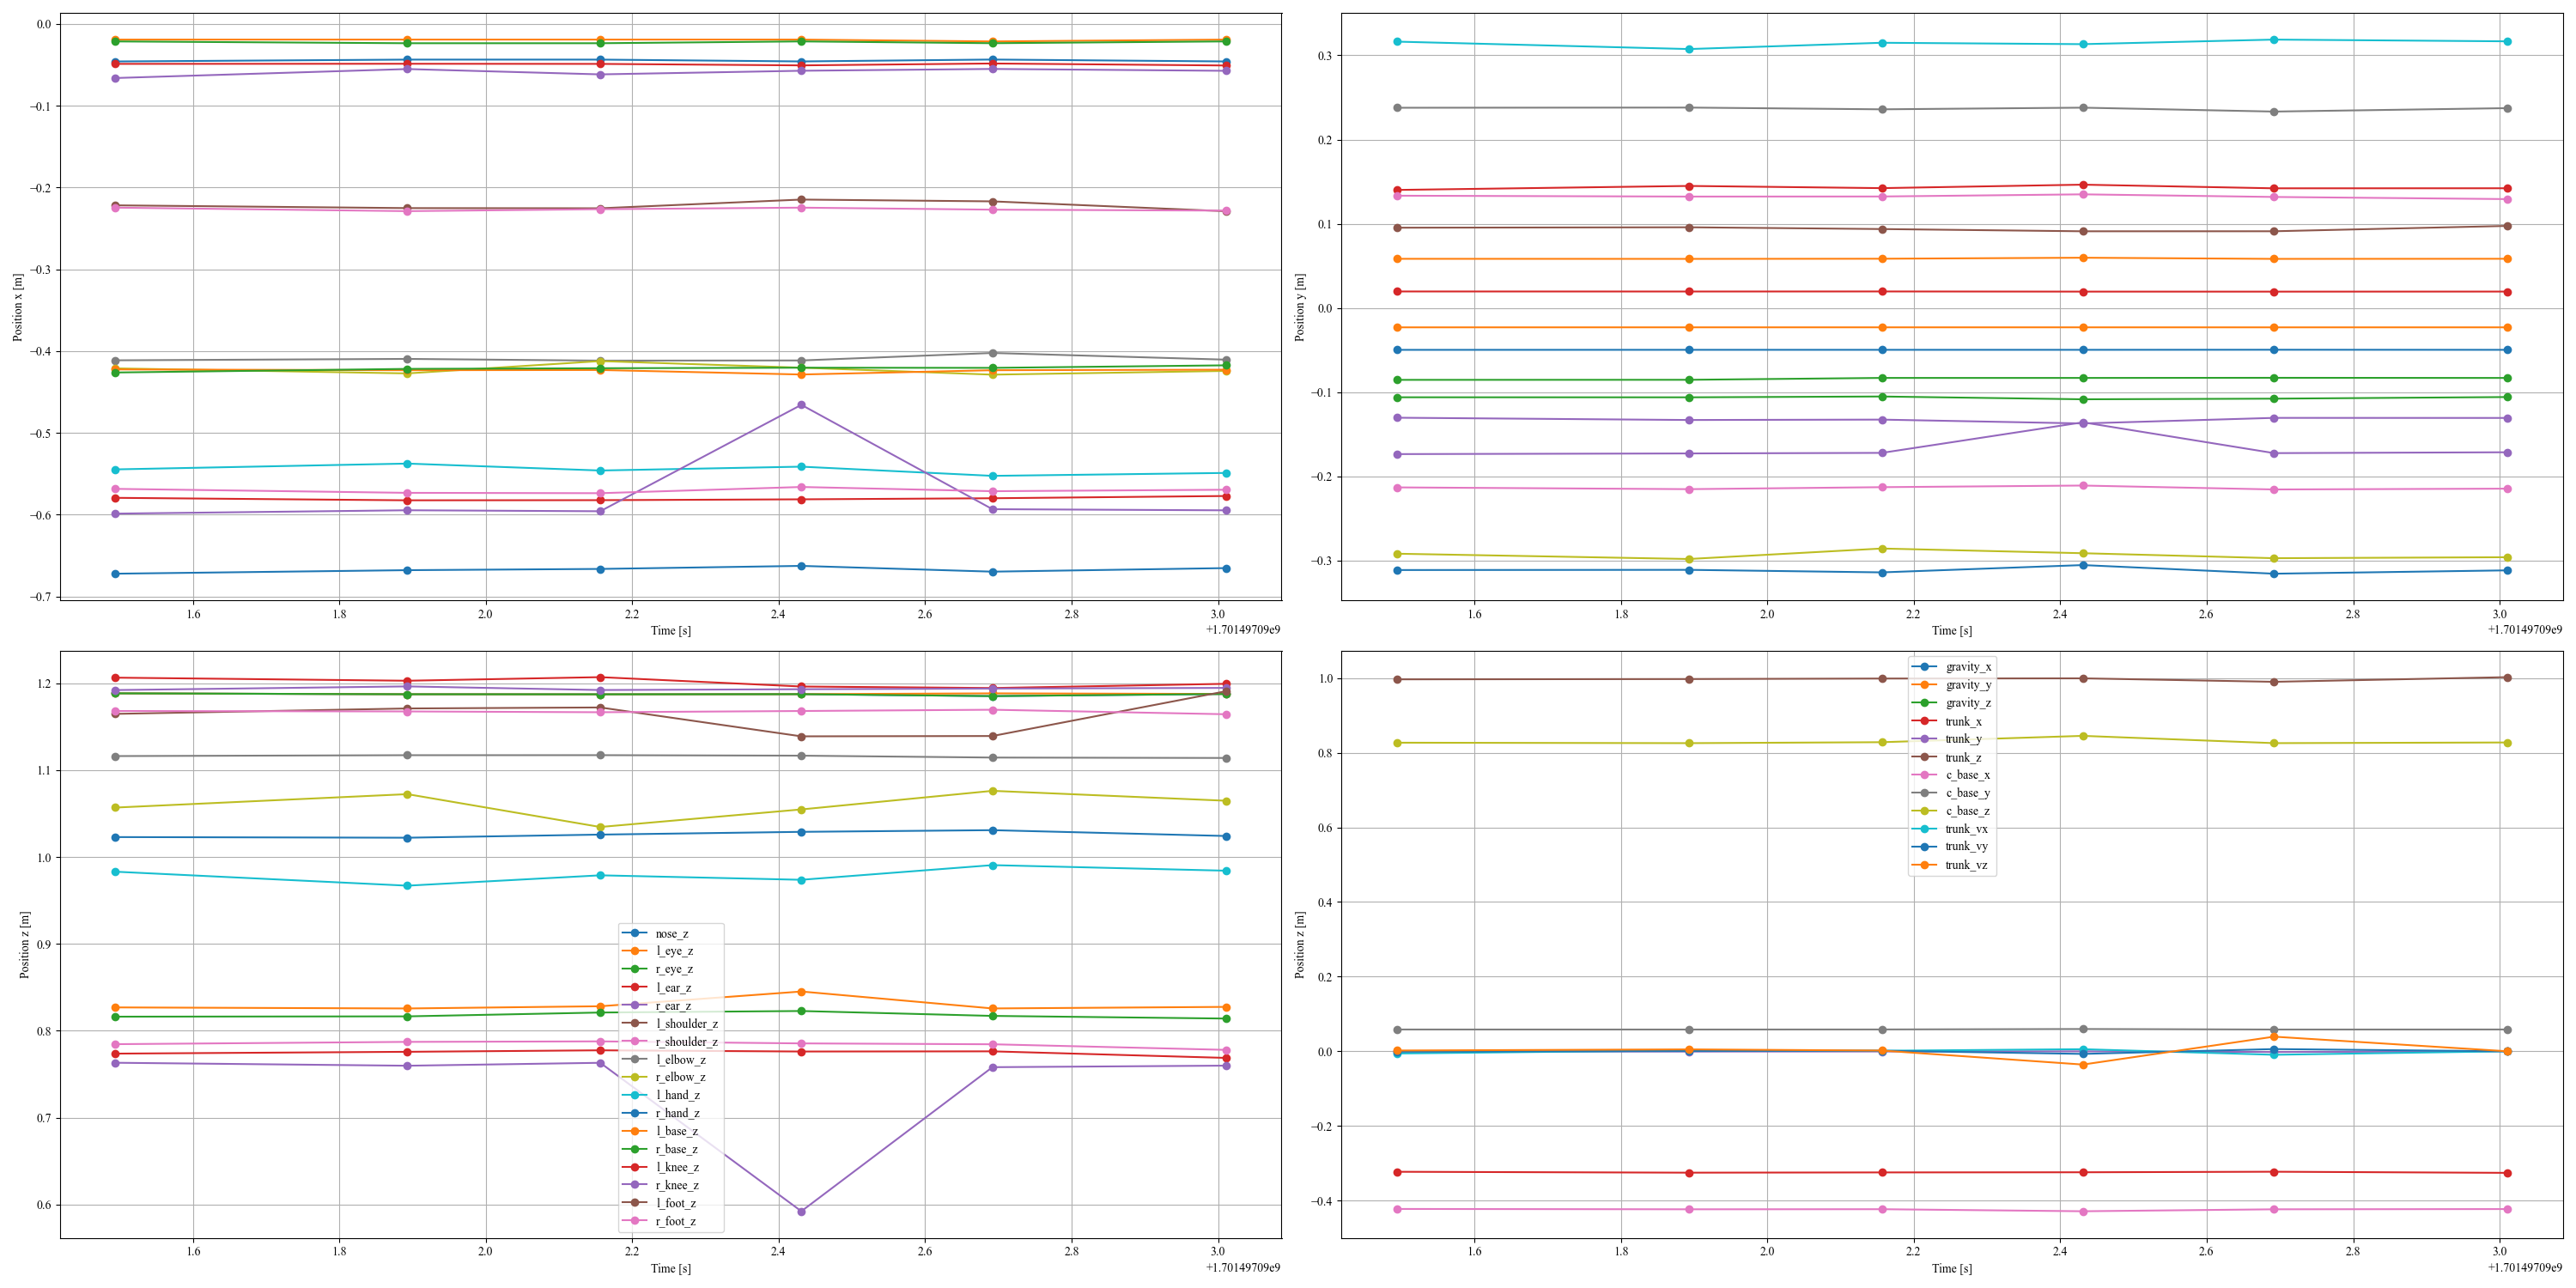 0.0
−0.1
−0.2
−0.3
−0.4
−0.5
−0.6
−0.7
Position x [m]
1.6
1.8
2.0
2.2
2.4
2.6
2.8
3.0
Time [s]
+1.70149709e9
0.3
0.2
0.1
0.0
−0.1
−0.2
−0.3
Position y [m]
1.6
1.8
2.0
2.2
2.4
2.6
2.8
3.0
Time [s]
+1.70149709e9
1.2
1.1
1.0
0.9
0.8
0.7
0.6
Position z [m]
nose_z
l_eye_z
r_eye_z
l_ear_z
r_ear_z
l_shoulder_z
r_shoulder_z
l_elbow_z
r_elbow_z
l_hand_z
r_hand_z
l_base_z
r_base_z
l_knee_z
r_knee_z
l_foot_z
r_foot_z
1.6
1.8
2.0
2.2
2.4
2.6
2.8
3.0
Time [s]
+1.70149709e9
1.0
0.8
0.6
0.4
0.2
0.0
−0.2
−0.4
Position z [m]
gravity_x
gravity_y
gravity_z
trunk_x
trunk_y
trunk_z
c_base_x
c_base_y
c_base_z
trunk_vx
trunk_vy
trunk_vz
1.6
1.8
2.0
2.2
2.4
2.6
2.8
3.0
Time [s]
+1.70149709e9